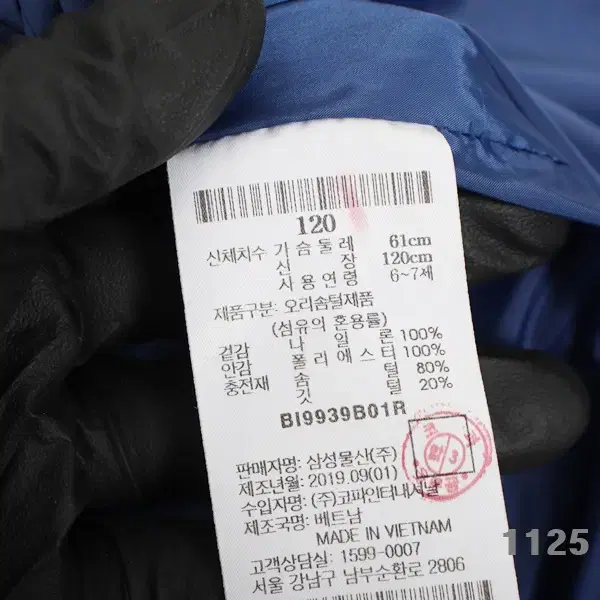 120
신체치수 가슴둘레 61cm
신장 120cm
사용연령 6~7세
제품구분: 오리솜털제품
(섬유의 혼용률)
겉감 나일론 100%
안감 폴리에스터 100%
충전재 솜털 80%
깃털 20%
BI9939B01R
판매자명: 삼성물산(주)
제조년월: 2019.09(01)
수입자명: (주)코파인터내셔날
제조국명: 베트남
MADE IN VIETNAM
고객상담실: 1599-0007
서울 강남구 남부순환로 2806
1125